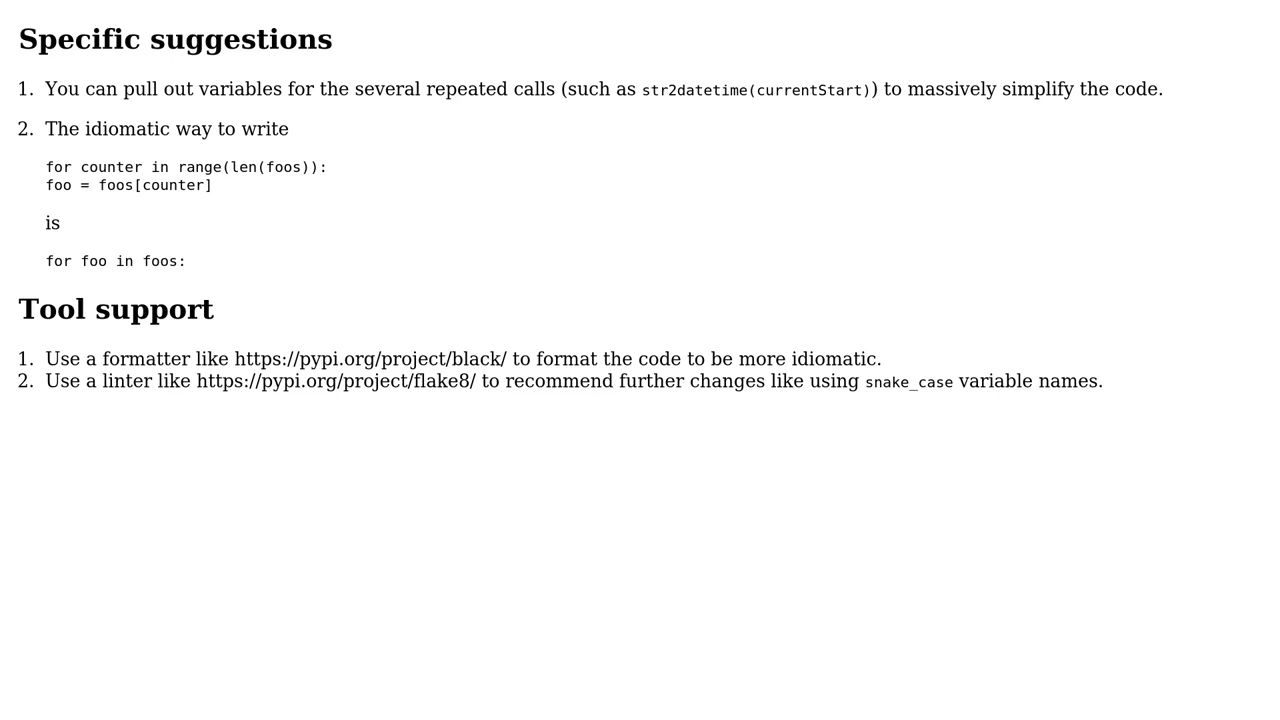 Specific suggestions
1. You can pull out variables for the several repeated calls (such as str2datetime(currentStart)) to massively simplify the code.
2. The idiomatic way to write
for counter in range(len(foos)):
foo = foos[counter]
is
for foo in foos:
Tool support
1. Use a formatter like https://pypi.org/project/black/ to format the code to be more idiomatic.
2. Use a linter like https://pypi.org/project/flake8/ to recommend further changes like using snake_case variable names.